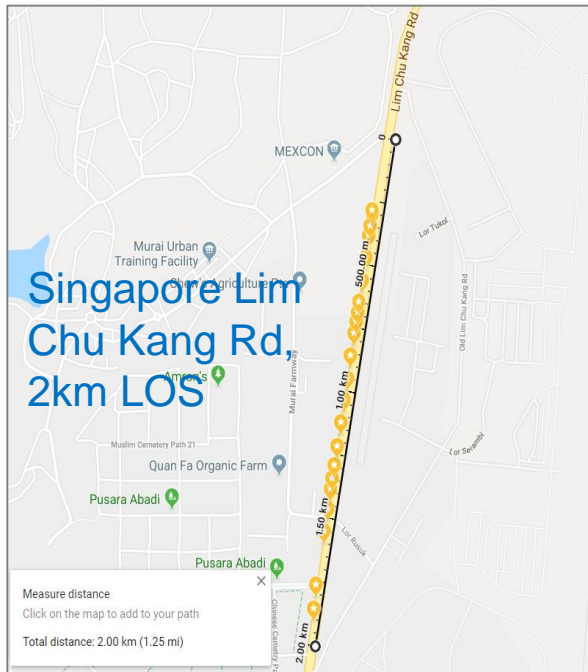 Lim Chu Kang Rd
0
MEXCON
Lor Tukol
Murai Urban
Training Facility
500.00 m
Singapore Lim
Chu Kang Rd,
2km LOS
Old Lim Chu Kang Rd
Murai Farmway
1.00 km
Muslim Cemetery Path 21
Lor Serambi
Quan Fa Organic Farm
Pusara Abadi
1.50 km
Lor Rusuk
Pusara Abadi
2.00 km
Measure distance
Click on the map to add to your path
Total distance: 2.00 km (1.25 mi)